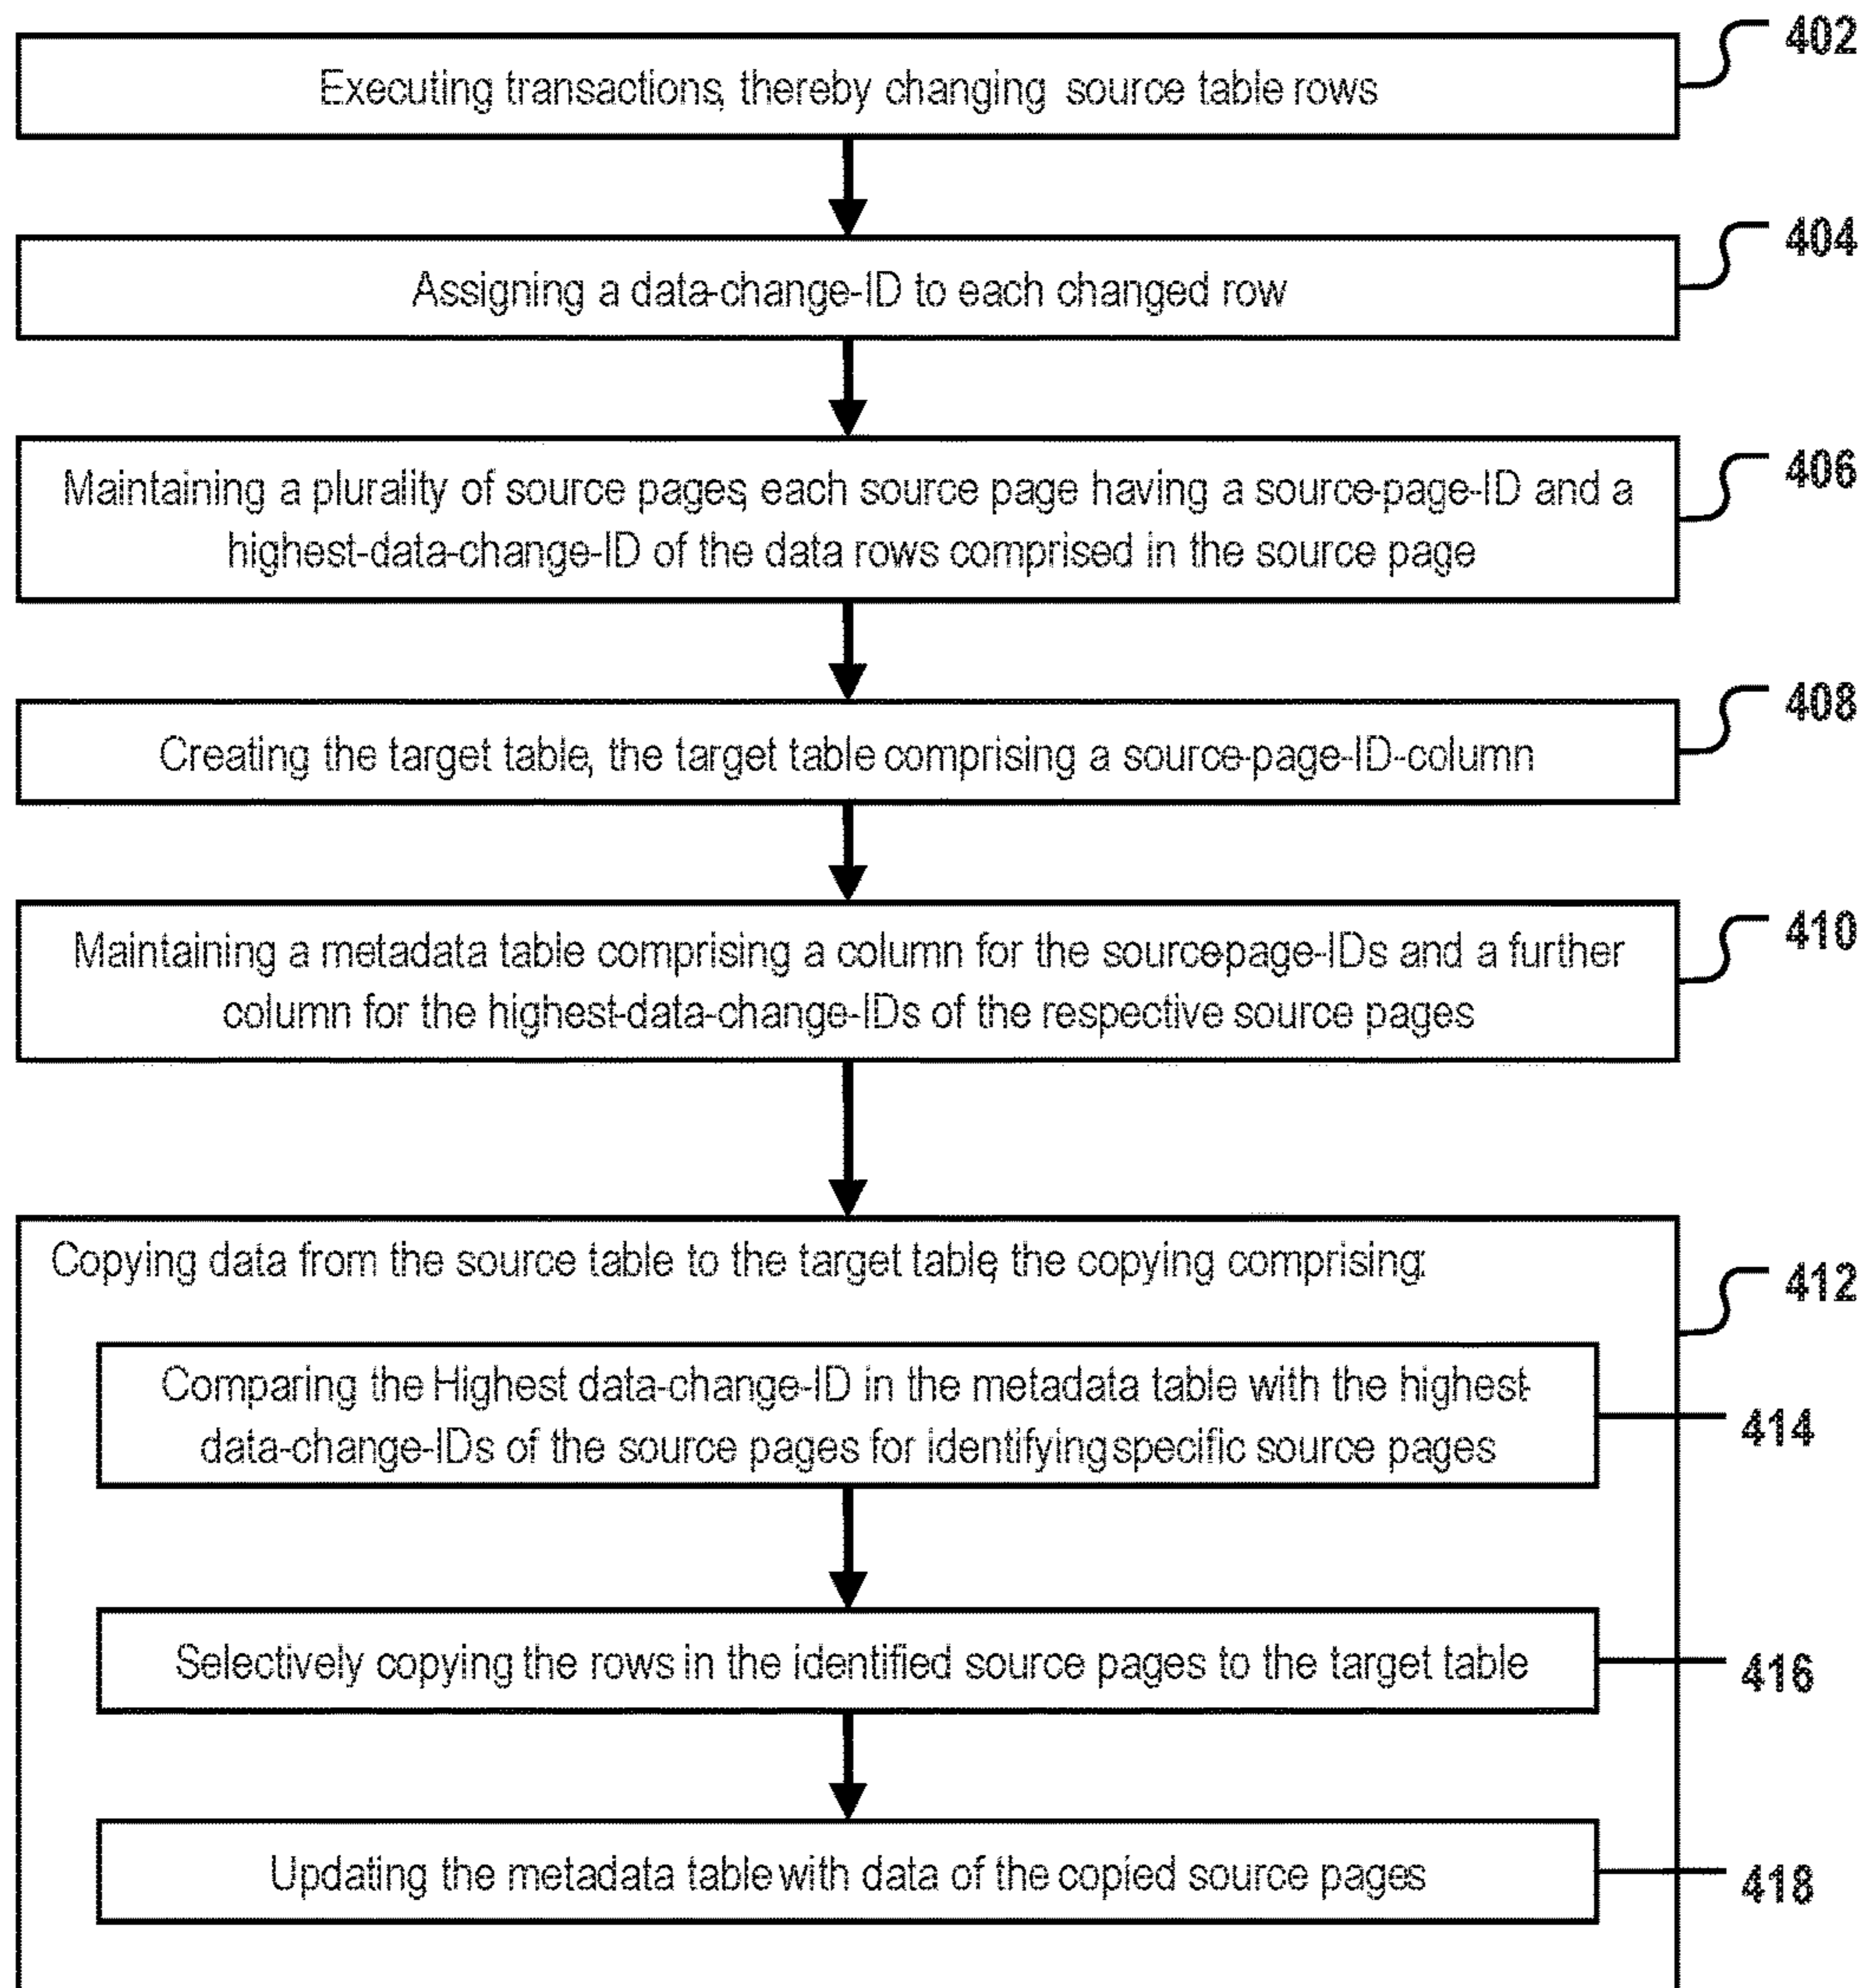 402
Executing transactions, thereby changing source table rows
404
Assigning a data-change-ID to each changed row
406
Maintaining a plurality of source pages, each source page having a source-page-ID and a
highest-data-change-ID of the data rows comprised in the source page
408
Creating the target table, the target table comprising a source-page-ID-column
410
Maintaining a metadata table comprising a column for the source-page-IDs and a further
column for the highest-data-change-IDs of the respective source pages
Copying data from the source table to the target table, the copying comprising:
412
Comparing the Highest data-change-ID in the metadata table with the highest-
data-change-IDs of the source pages for identifying specific source pages
414
Selectively copying the rows in the identified source pages to the target table
416
Updating the metadata table with data of the copied source pages
418